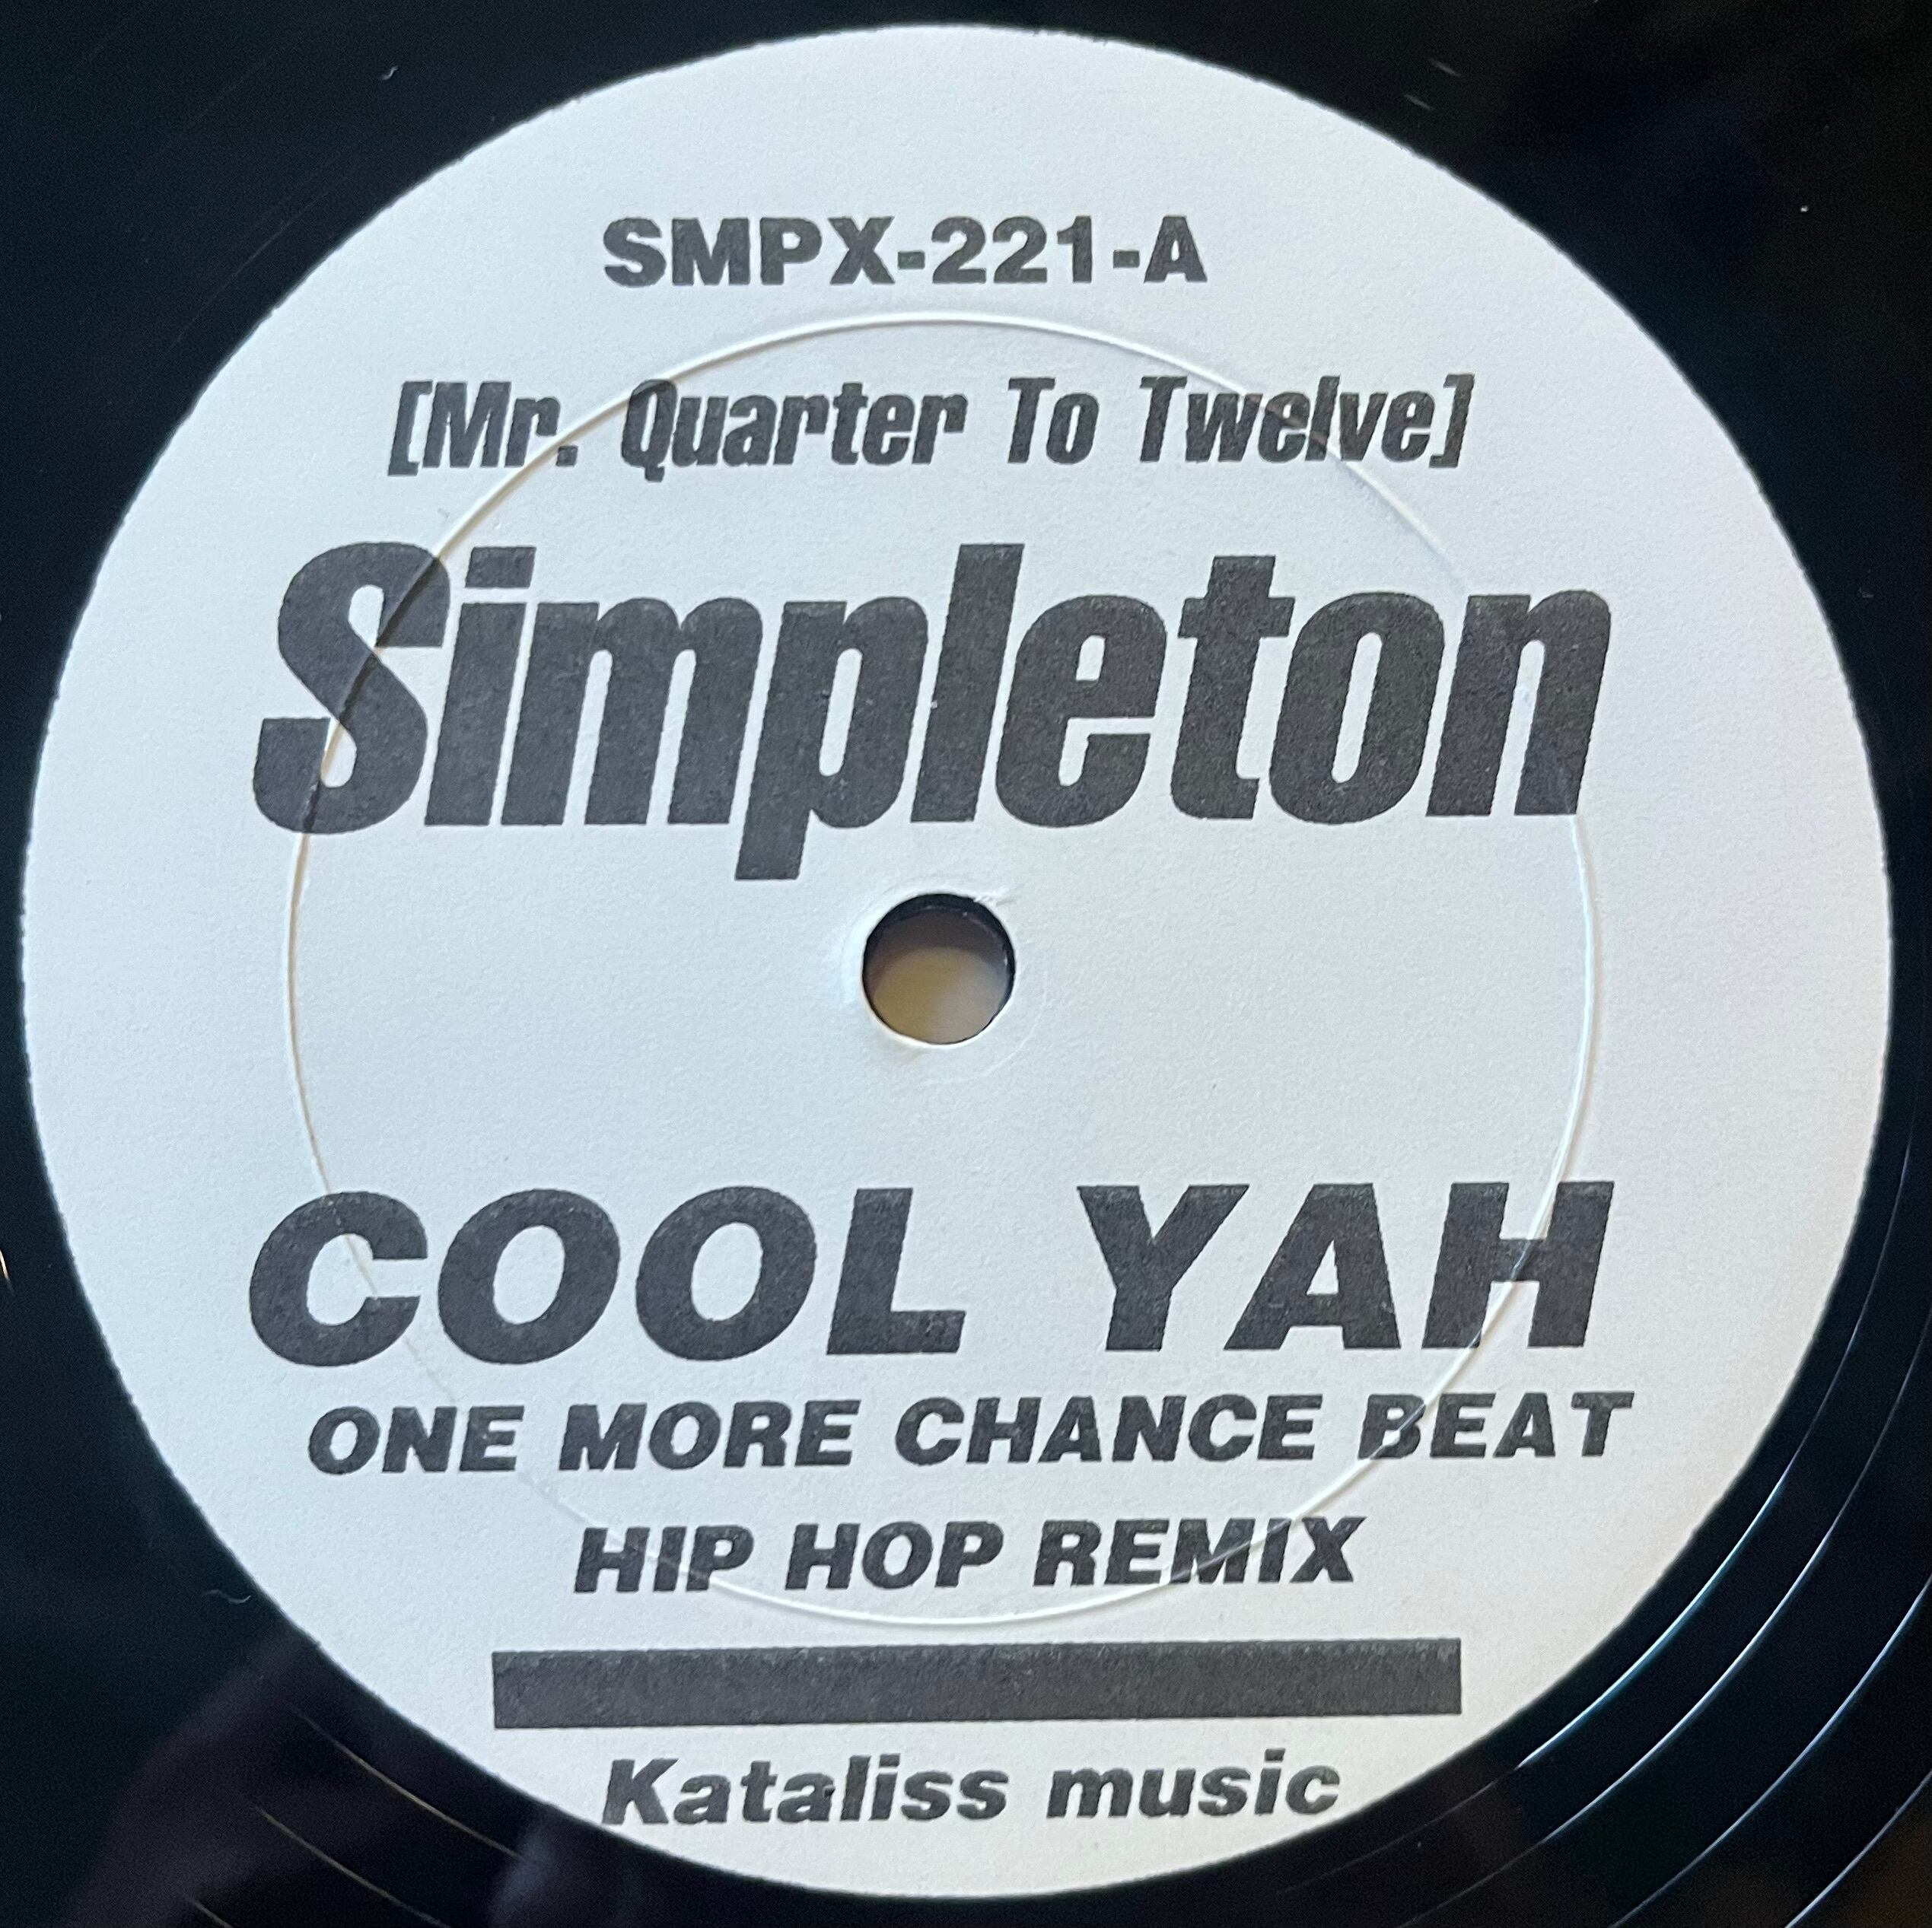 SMPX-221-A
[Mr. Quarter To Twelve]
Simpleton
COOL YAH
ONE MORE CHANCE BEAT
HIP HOP REMIX
Kataliss music